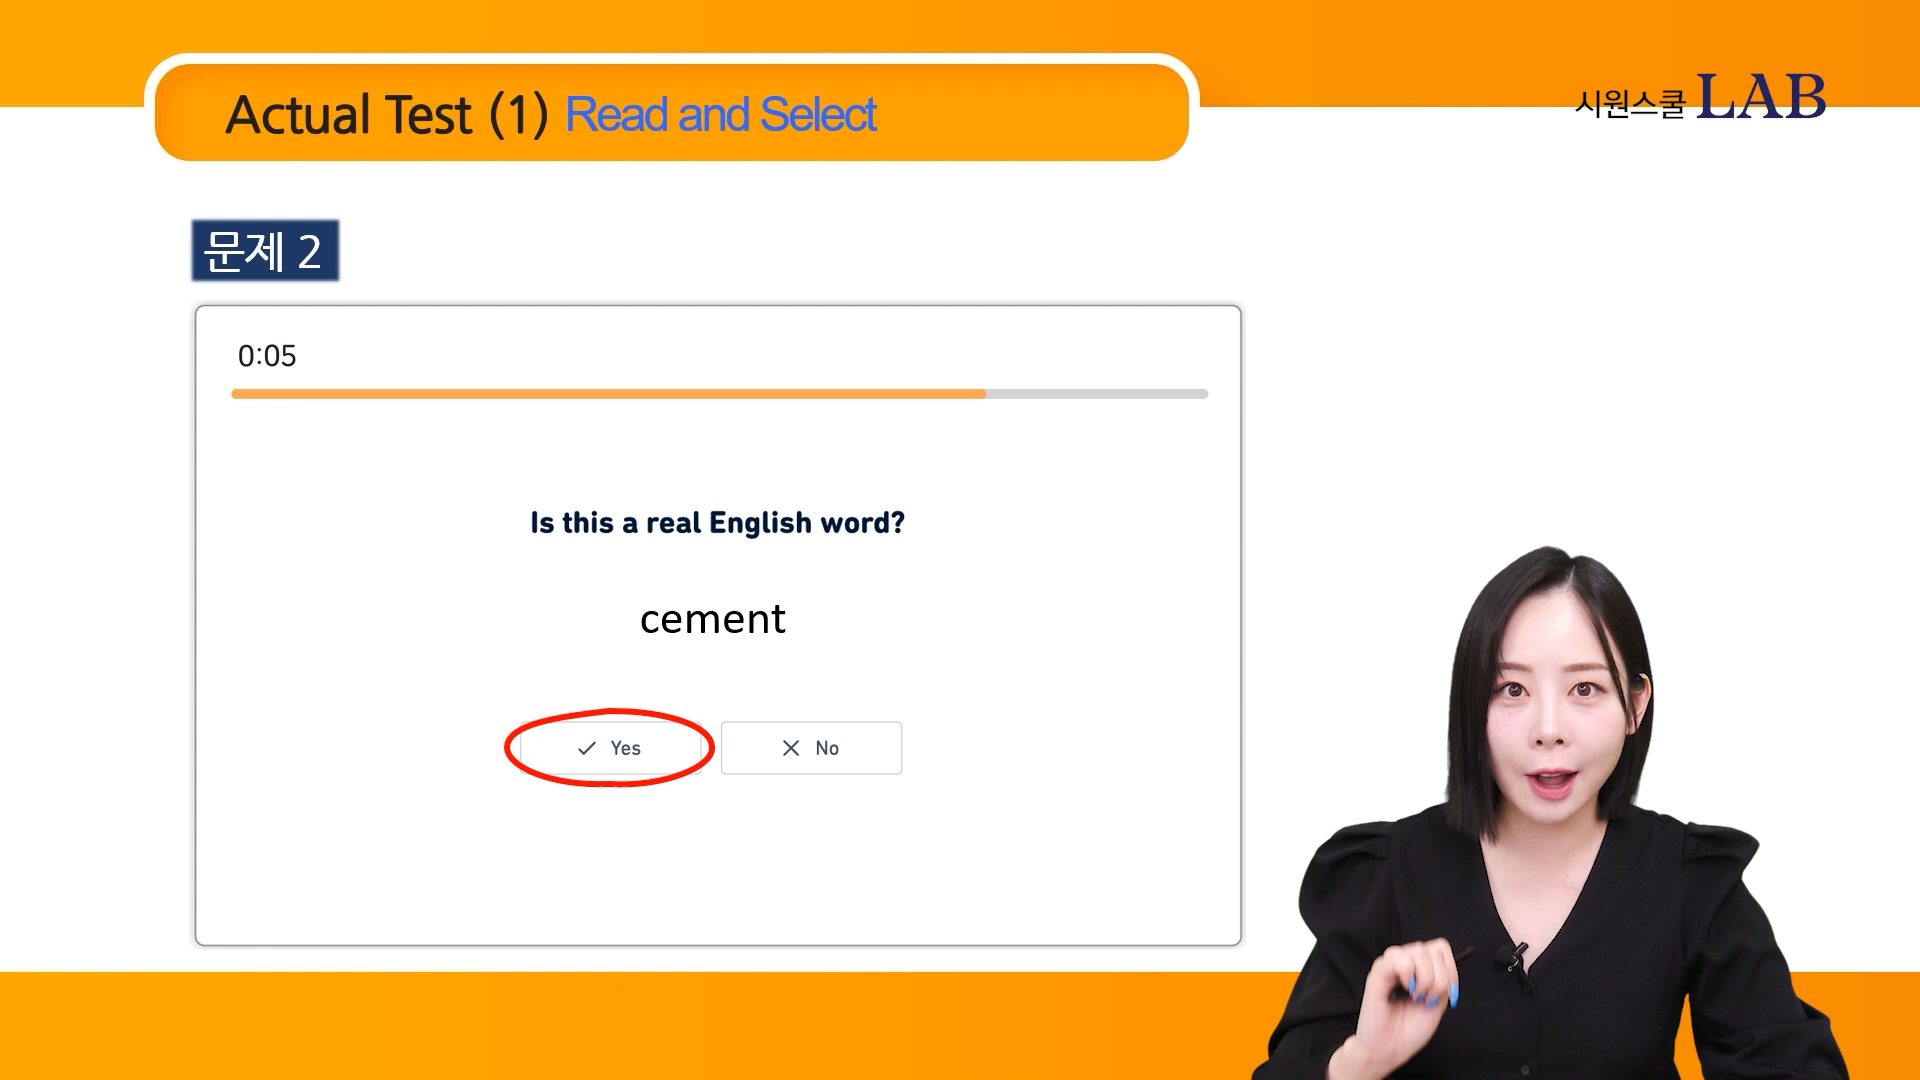 Actual Test (1) Read and Select
시원스쿨 LAB
문제 2
0:05
Is this a real English word?
cement
Yes
No